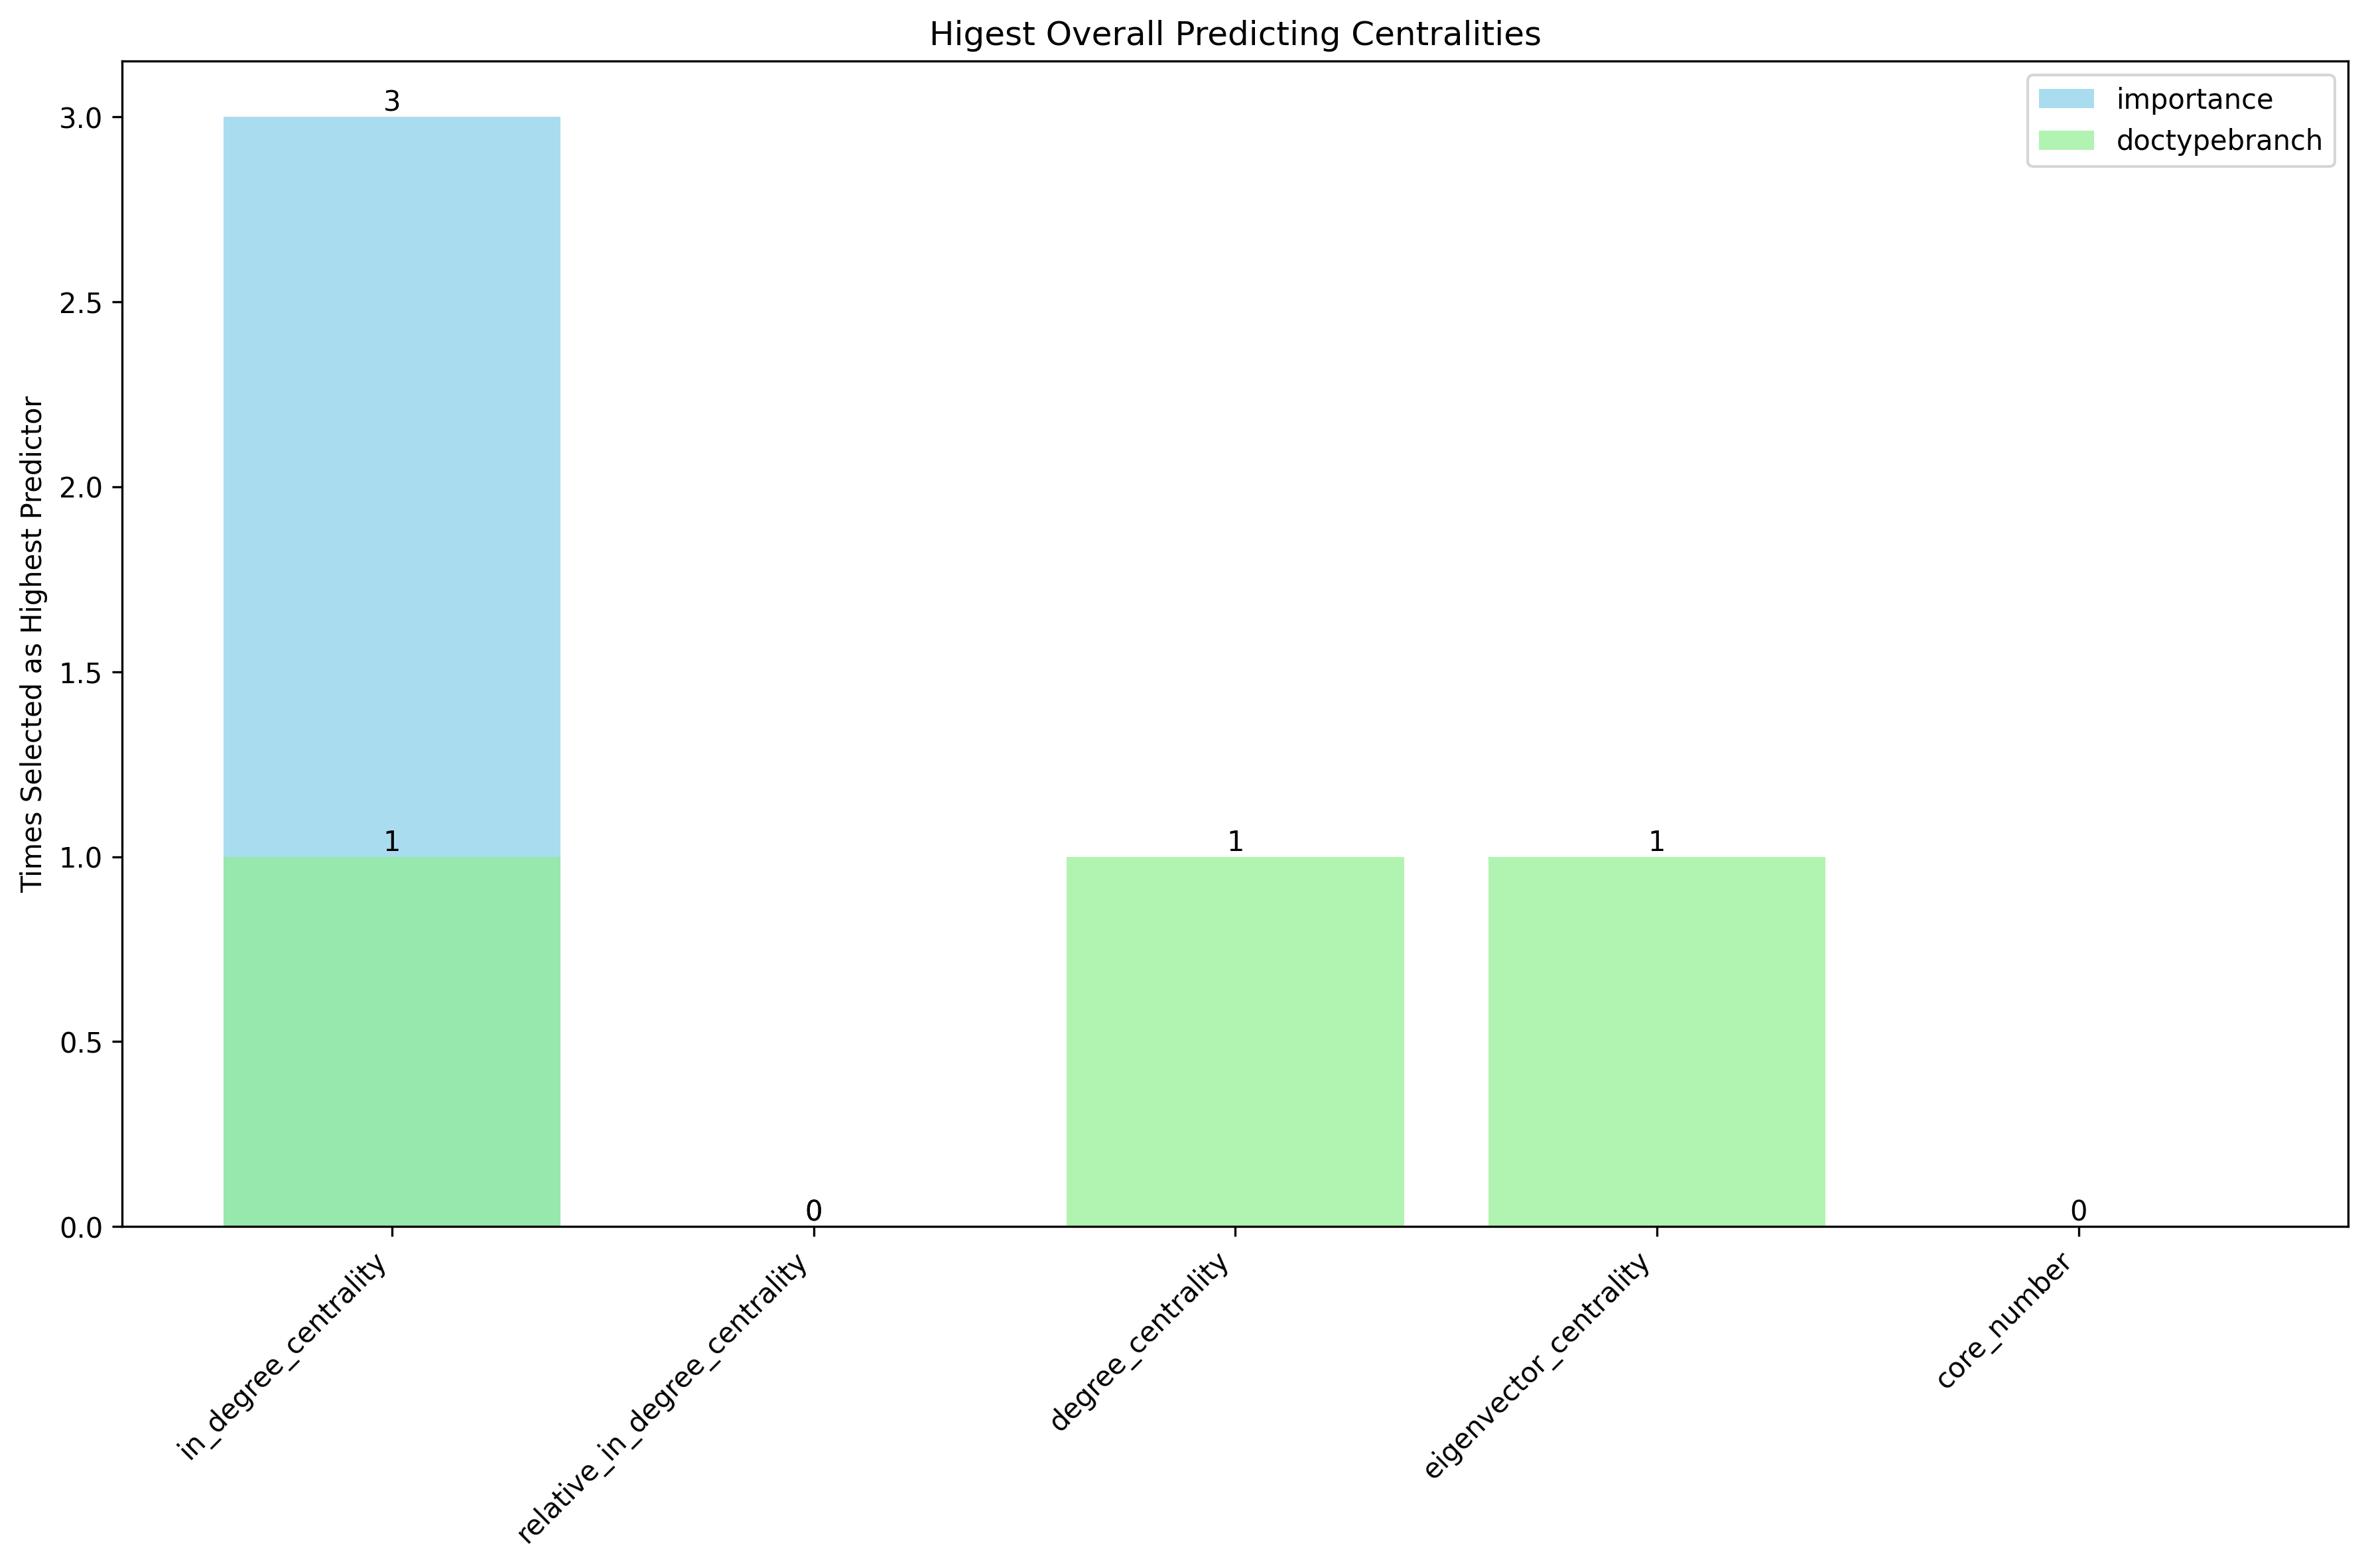 Higest Overall Predicting Centralities
importance
doctypebranch
Times Selected as Highest Predictor
3.0
2.5
2.0
1.5
1.0
0.5
0.0
3
1
0
1
1
0
in_degree_centrality
relative_in_degree_centrality
degree_centrality
eigenvector_centrality
core_number